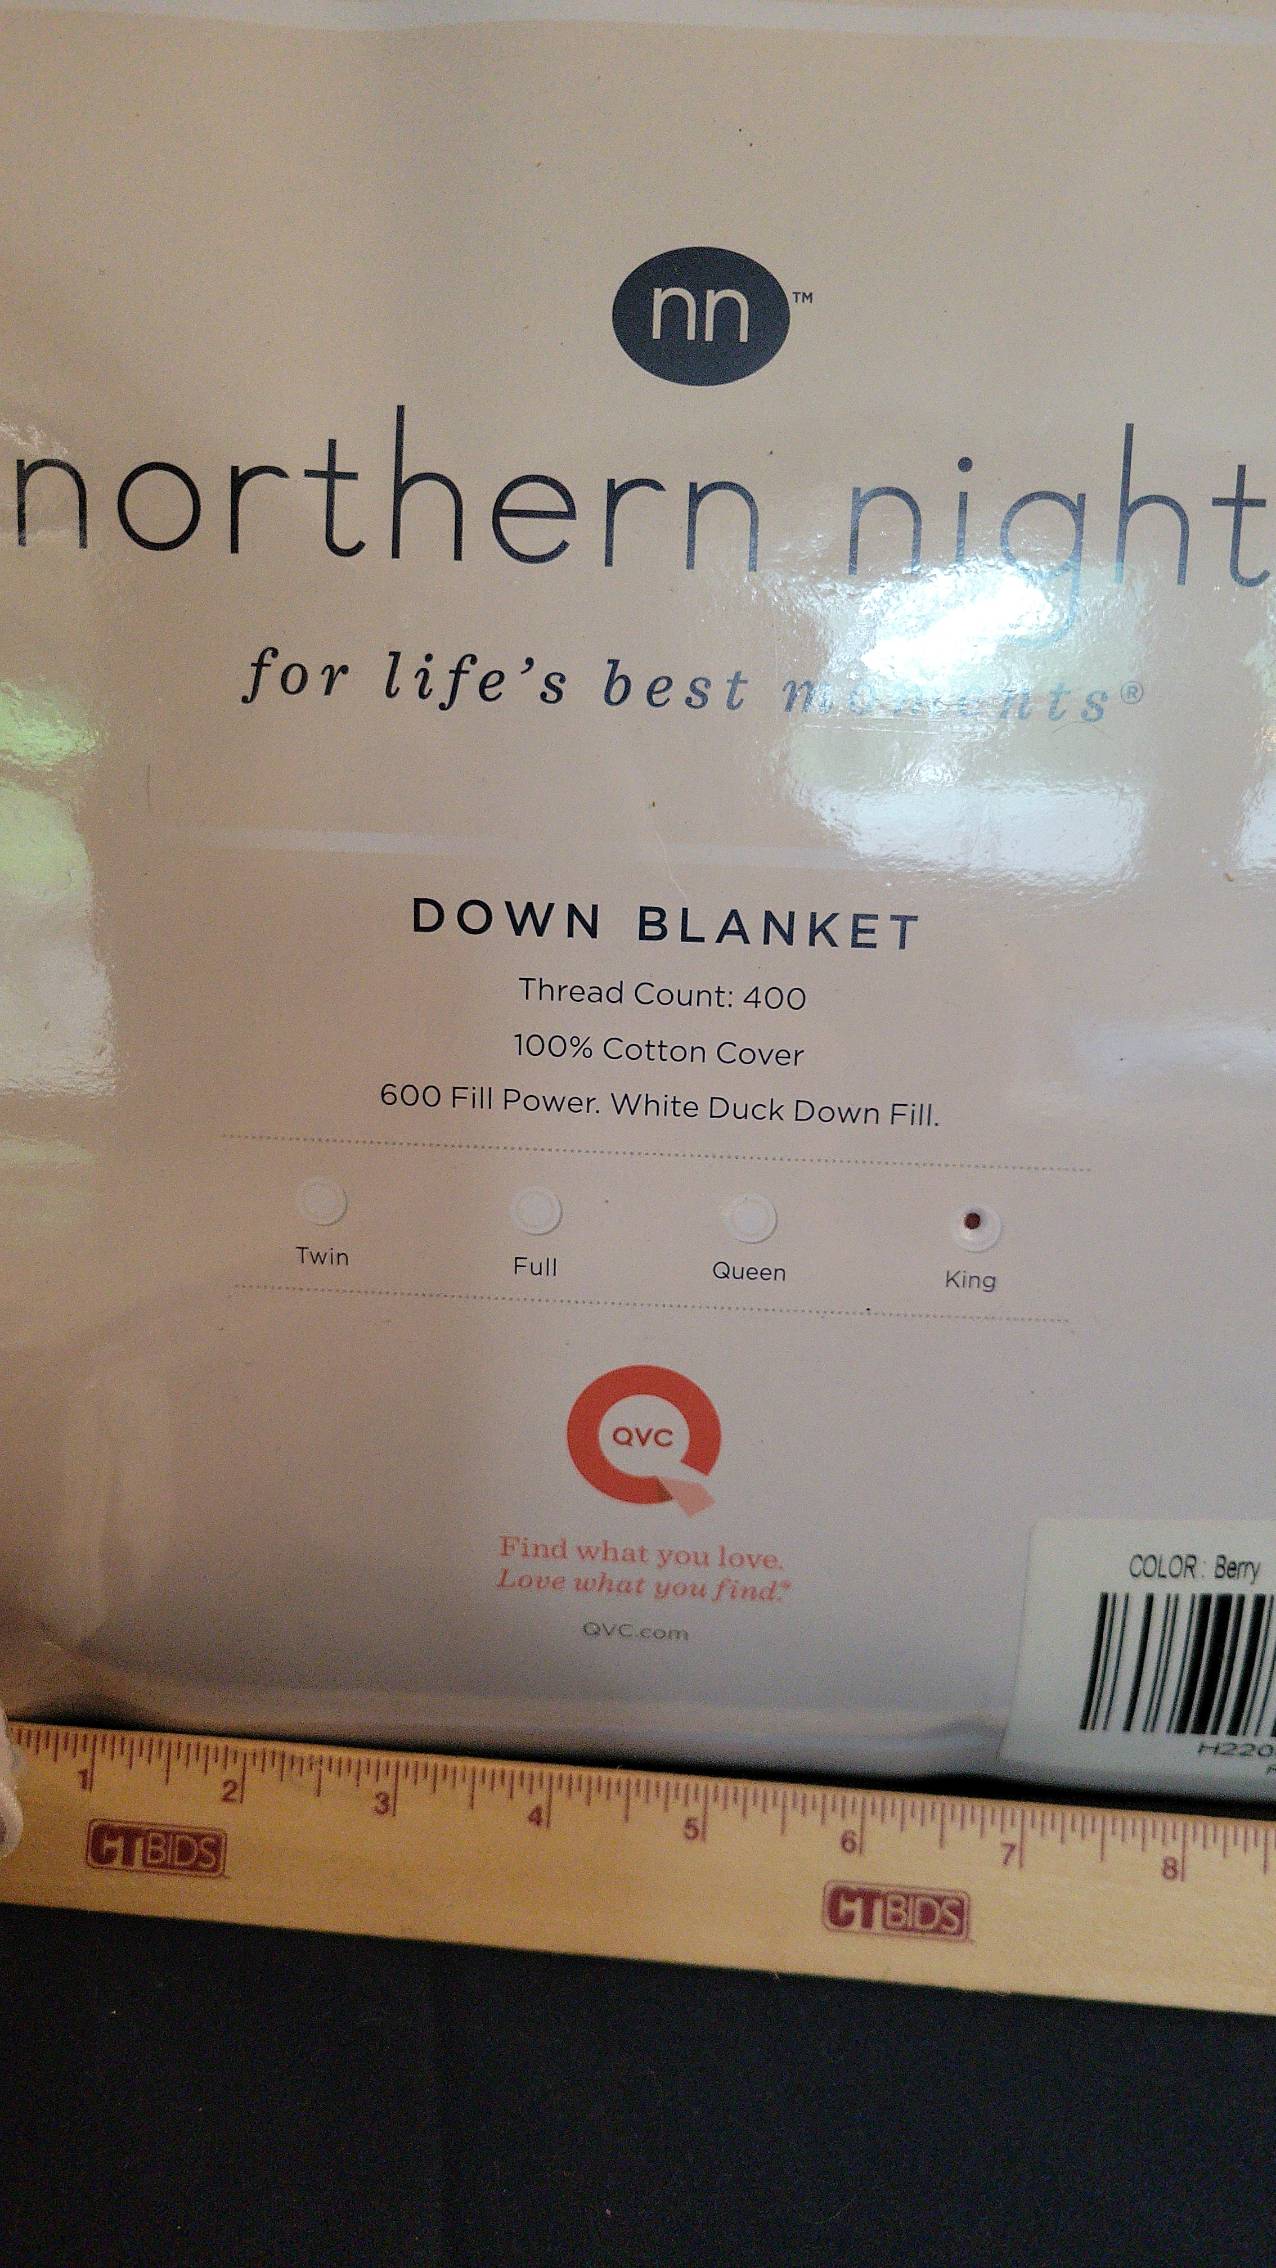 nn™
northern night
for life's best moments®
DOWN BLANKET
Thread Count: 400
100% Cotton Cover
600 Fill Power. White Duck Down Fill.
Twin Full Queen King
QVC
Find what you love.
Love what you find.®
QVC.com
COLOR: Berry
H220
1 2 3 4 5 6 7 8
CTBIDS CTBIDS